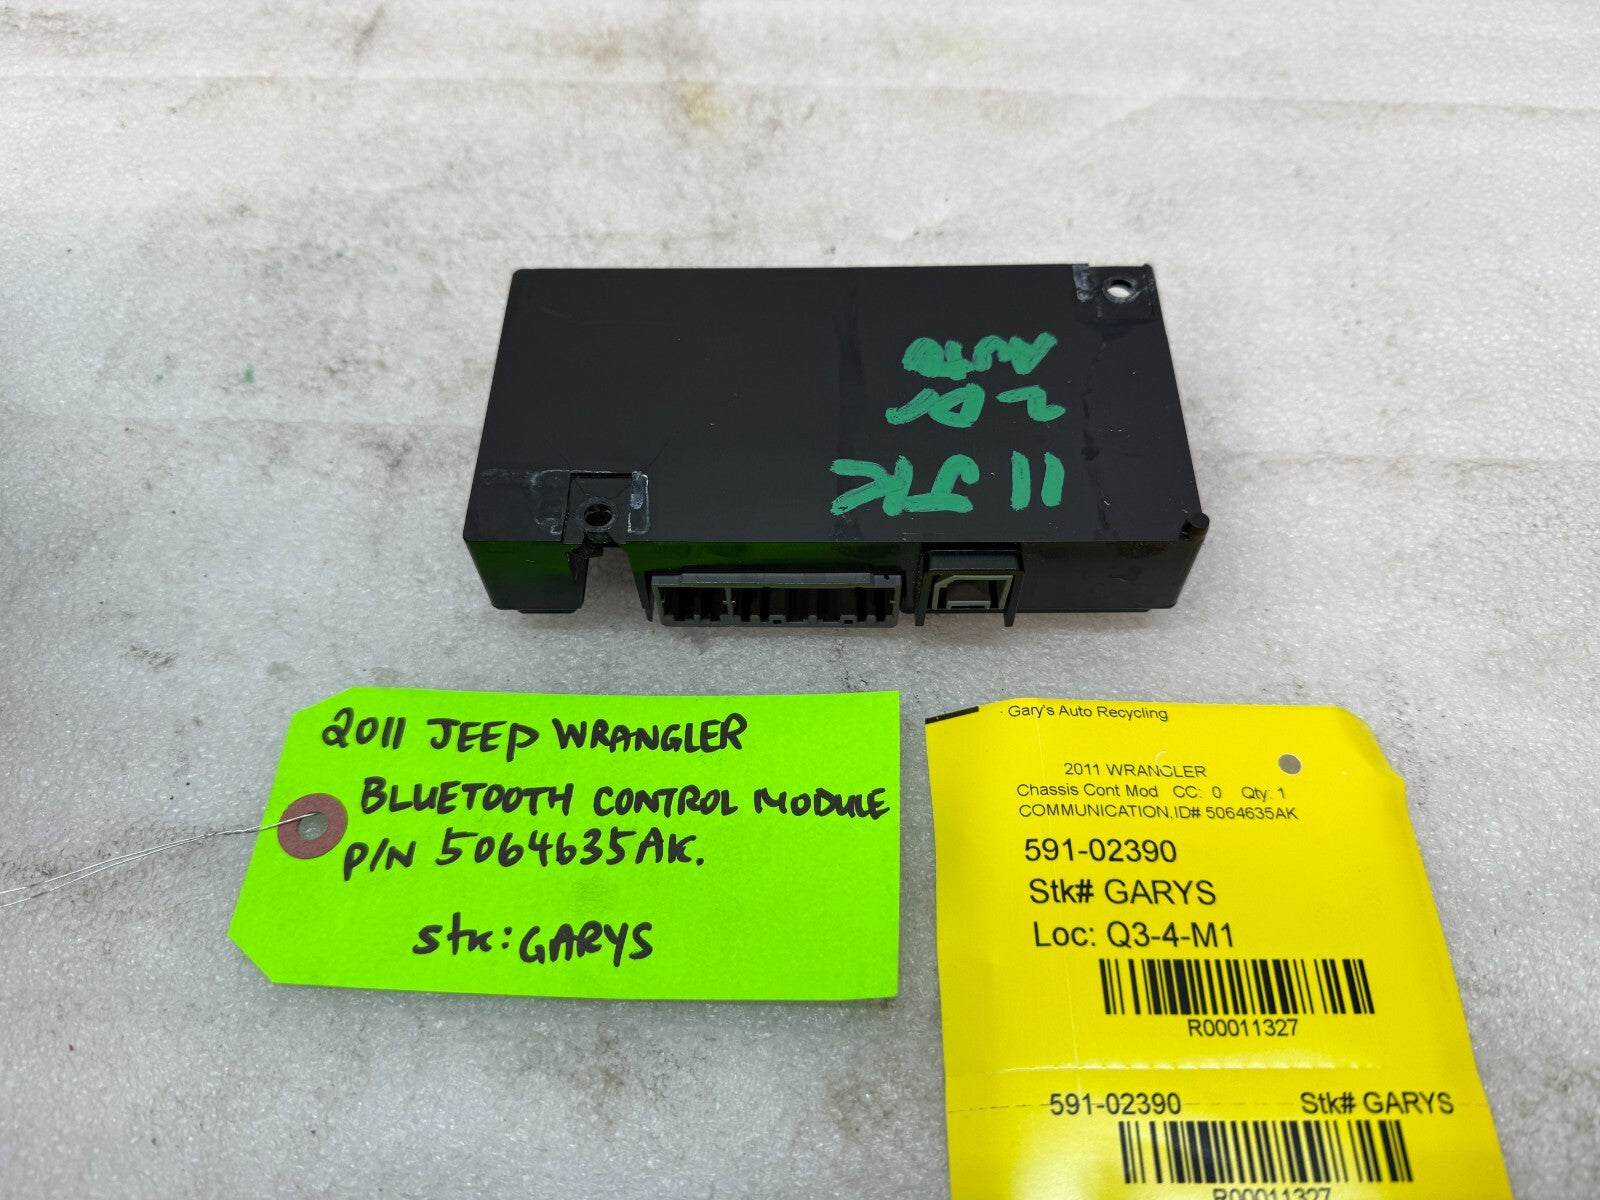 AUTO
2DR
11 JK
2011 JEEP WRANGLER
BLUETOOTH CONTROL MODULE
P/N 5064635AK.
Stk: GARYS
Gary's Auto Recycling
2011 WRANGLER
Chassis Cont Mod CC: 0 Qty: 1
COMMUNICATION,ID# 5064635AK
591-02390
Stk# GARYS
Loc: Q3-4-M1
R00011327
591-02390 Stk# GARYS
R00011327